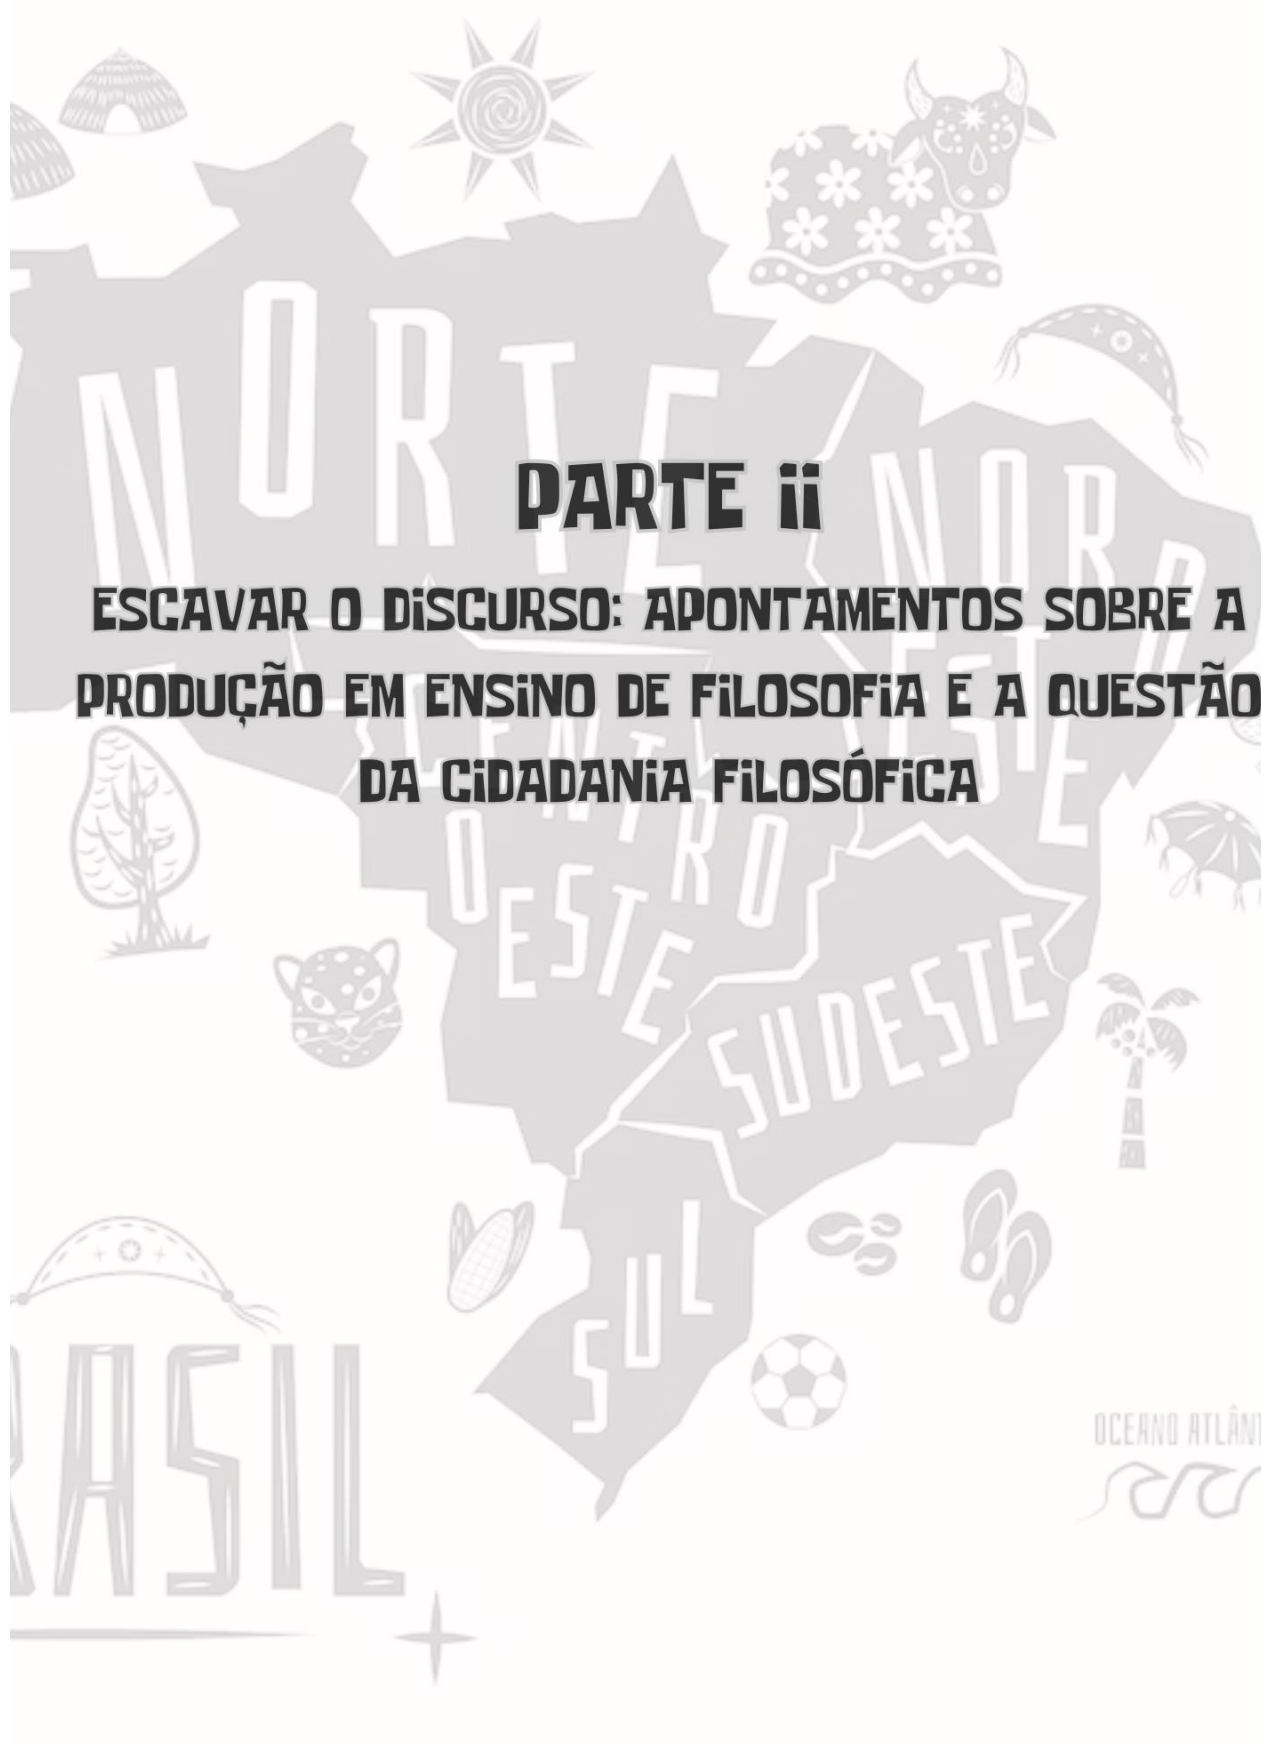 NORTE
NORDESTE
PARTE ii
ESCAVAR O DiSCURSO: APONTAMENTOS SOBRE A
PRODUÇÃO EM ENSiNO DE FiLOSOFiA E A QUESTÃO
DA CiDADANiA FiLOSÓFiCA
CENTRO
OESTE
SUDESTE
SUL
RASIL
OCEANO ATLÂN